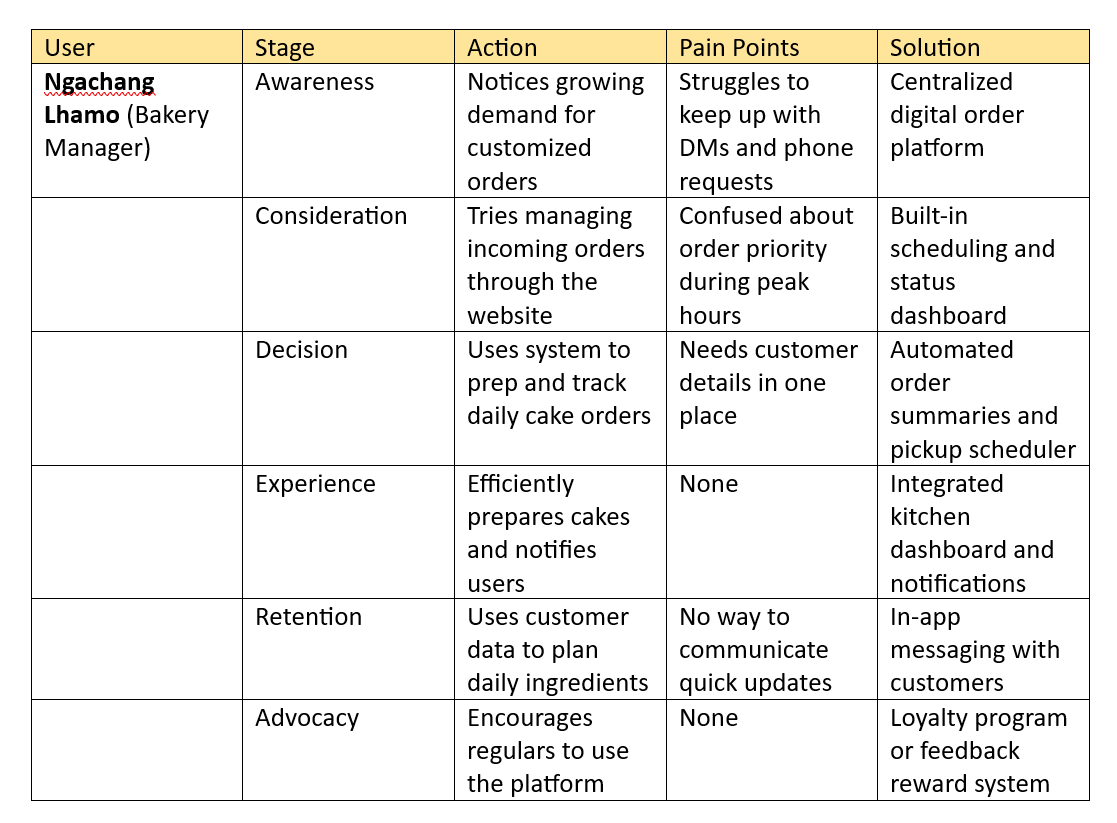 User Stage Action Pain Points Solution
Ngachang Lhamo (Bakery Manager) Awareness Notices growing demand for customized orders Struggles to keep up with DMs and phone requests Centralized digital order platform
Consideration Tries managing incoming orders through the website Confused about order priority during peak hours Built-in scheduling and status dashboard
Decision Uses system to prep and track daily cake orders Needs customer details in one place Automated order summaries and pickup scheduler
Experience Efficiently prepares cakes and notifies users None Integrated kitchen dashboard and notifications
Retention Uses customer data to plan daily ingredients No way to communicate quick updates In-app messaging with customers
Advocacy Encourages regulars to use the platform None Loyalty program or feedback reward system